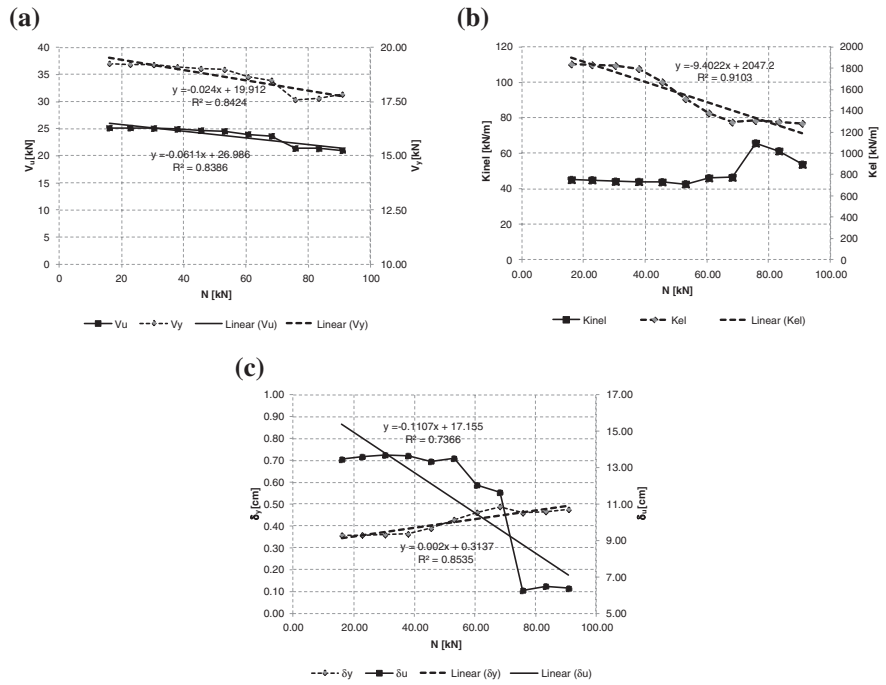 (a)
40
35
30
25
20
15
10
5
0
Vu[kN]
20.00
17.50
15.00
12.50
10.00
Vy[kN]
y =-0.024x + 19.912
R² = 0.8424
y =-0.0611x + 26.986
R² = 0.8386
0 20 40 60 80 100
N [kN]
Vu Vy Linear (Vu) Linear (Vy)
(b)
120
100
80
60
40
20
0
Kinel [kN/m]
2000
1800
1600
1400
1200
1000
800
600
400
200
0
Kel [kN/m]
y =-9.4022x + 2047.2
R² = 0.9103
0.00 20.00 40.00 60.00 80.00 100.00
N [kN]
Kinel Kel Linear (Kel)
(c)
1.00
0.90
0.80
0.70
0.60
0.50
0.40
0.30
0.20
0.10
0.00
δy[cm]
17.00
15.00
13.00
11.00
9.00
7.00
5.00
δu[cm]
y =-0.1107x + 17.155
R² = 0.7366
y = 0.002x + 0.3137
R² = 0.8535
0.00 20.00 40.00 60.00 80.00 100.00
N [kN]
δy δu Linear (δy) Linear (δu)